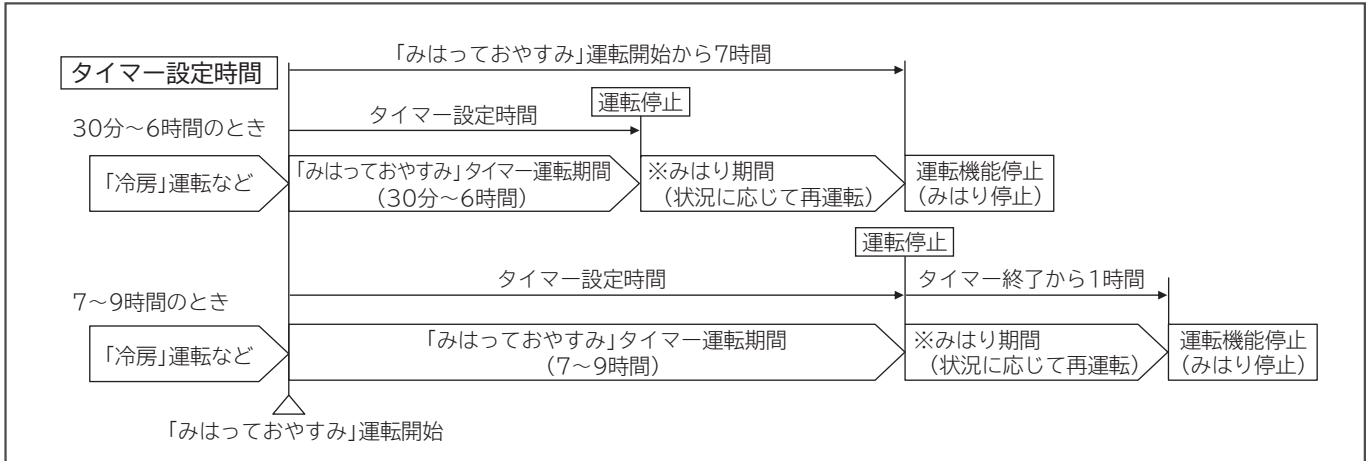 「みはっておやすみ」運転開始から7時間
タイマー設定時間
運転停止
タイマー設定時間
30分～6時間のとき
「冷房」運転など
「みはっておやすみ」タイマー運転期間
(30分～6時間)
※みはり期間
(状況に応じて再運転)
運転機能停止
(みはり停止)
運転停止
タイマー設定時間
タイマー終了から1時間
7～9時間のとき
「冷房」運転など
「みはっておやすみ」タイマー運転期間
(7～9時間)
※みはり期間
(状況に応じて再運転)
運転機能停止
(みはり停止)
「みはっておやすみ」運転開始